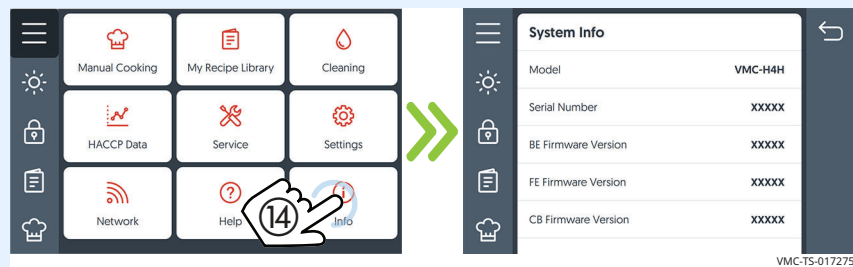 Manual Cooking
My Recipe Library
Cleaning
HACCP Data
Service
Settings
Network
Help
Info
14
System Info
Model VMC-H4H
Serial Number xxxxx
BE Firmware Version xxxxx
FE Firmware Version xxxxx
CB Firmware Version xxxxx
VMC-TS-017275